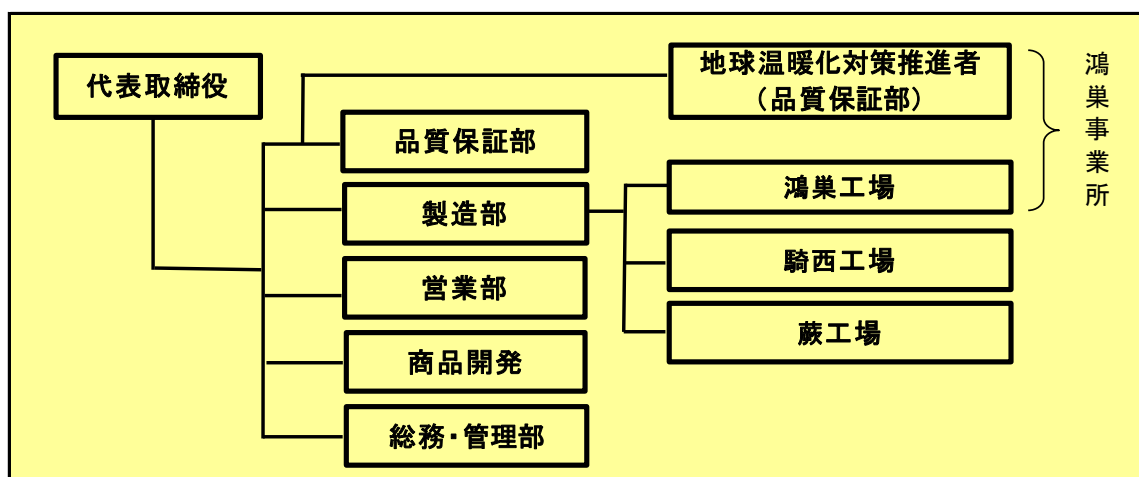 代表取締役
地球温暖化対策推進者
（品質保証部）
鴻巣事業所
品質保証部
製造部
鴻巣工場
騎西工場
営業部
蕨工場
商品開発
総務・管理部